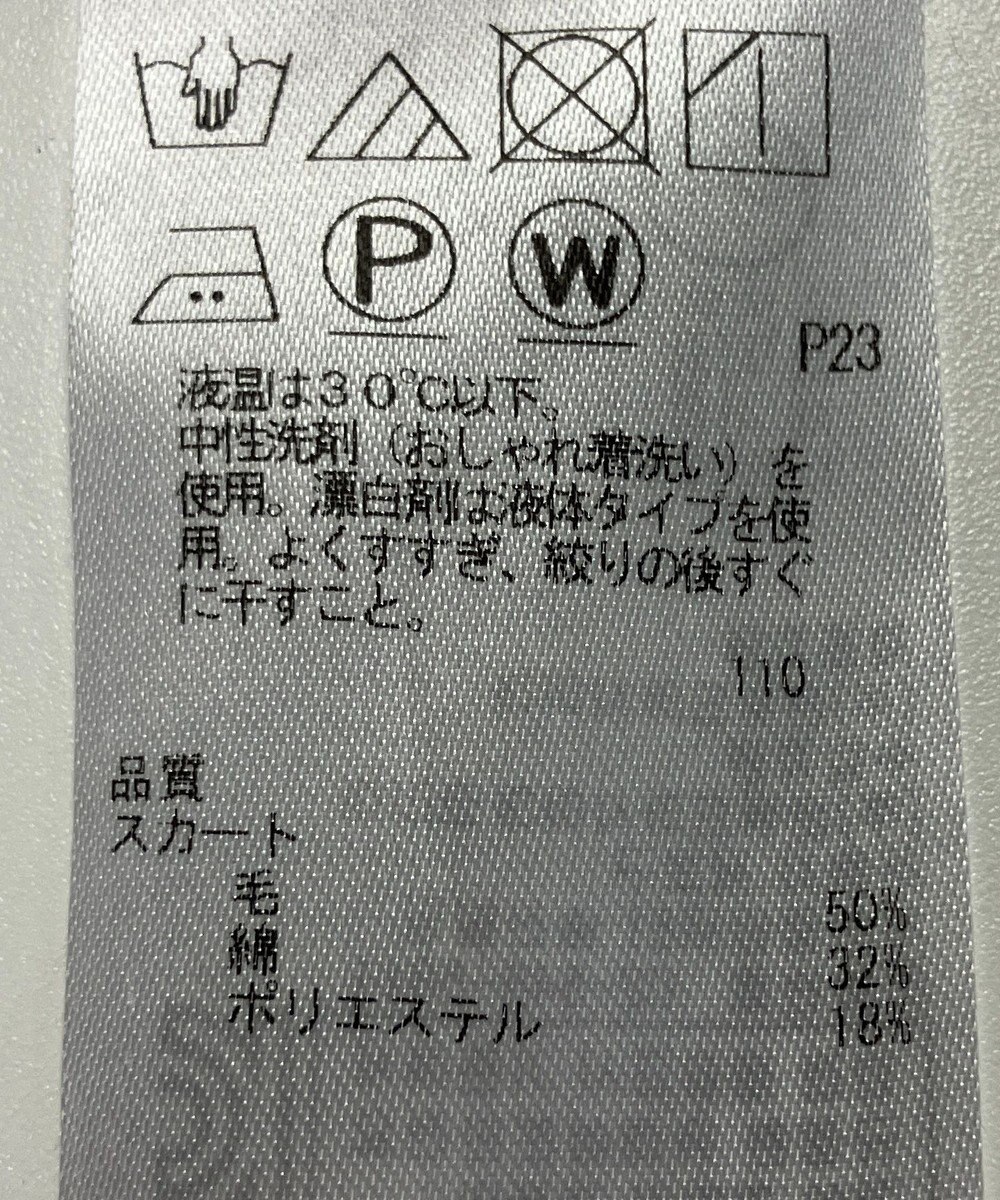 P
W
P23
液温は30℃以下。
中性洗剤（おしゃれ着洗い）を
使用。漂白剤は液体タイプを使
用。よくすすぎ、絞りの後すぐ
に干すこと。
110
品質
スカート
毛 50%
綿 32%
ポリエステル 18%